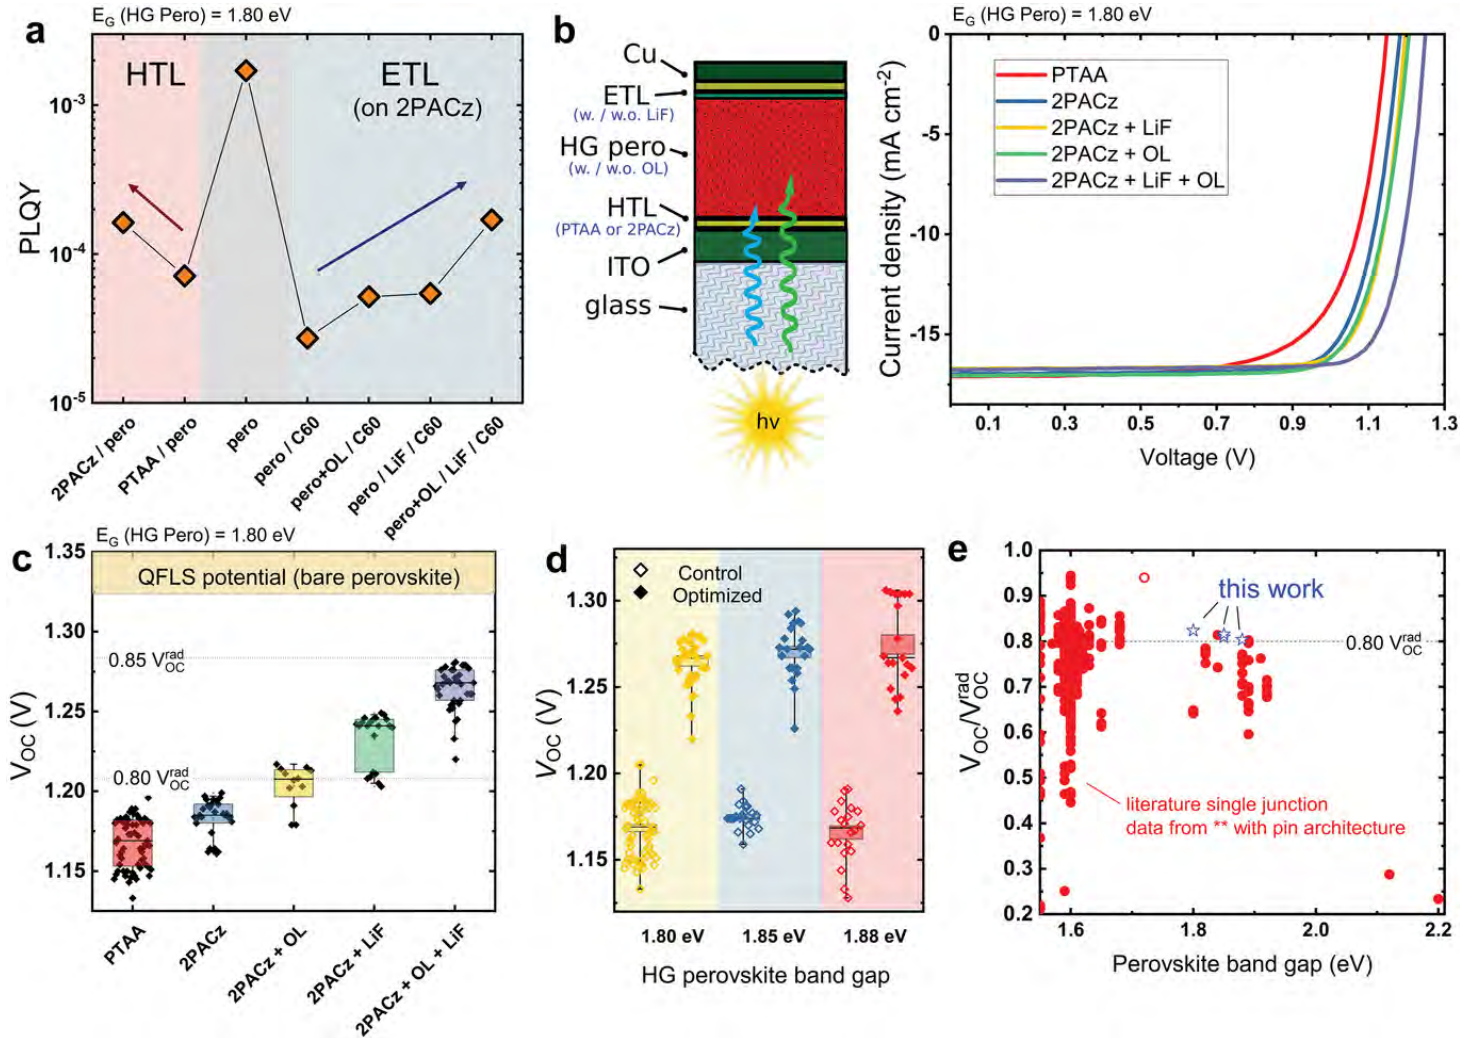 a
E_G (HG Pero) = 1.80 eV
HTL
ETL
(on 2PACz)
PLQY
10⁻³
10⁻⁴
10⁻⁵
2PACz / pero
PTAA / pero
pero
pero / C60
pero+OL / C60
pero / LiF / C60
pero+OL / LiF / C60
b
Cu
ETL
(w. / w.o. LiF)
HG pero
(w. / w.o. OL)
HTL
(PTAA or 2PACz)
ITO
glass
hv
E_G (HG Pero) = 1.80 eV
PTAA
2PACz
2PACz + LiF
2PACz + OL
2PACz + LiF + OL
Current density (mA cm⁻²)
0
-5
-10
-15
0.1 0.3 0.5 0.7 0.9 1.1 1.3
Voltage (V)
c
E_G (HG Pero) = 1.80 eV
QFLS potential (bare perovskite)
0.85 V_OC^rad
0.80 V_OC^rad
V_OC (V)
1.35
1.30
1.25
1.20
1.15
PTAA
2PACz
2PACz + OL
2PACz + LiF
2PACz + OL + LiF
d
Control
Optimized
V_OC (V)
1.30
1.25
1.20
1.15
1.80 eV 1.85 eV 1.88 eV
HG perovskite band gap
e
this work
0.80 V_OC^rad
literature single junction
data from ** with pin architecture
V_OC/V_OC^rad
1.0
0.9
0.8
0.7
0.6
0.5
0.4
0.3
0.2
1.6 1.8 2.0 2.2
Perovskite band gap (eV)